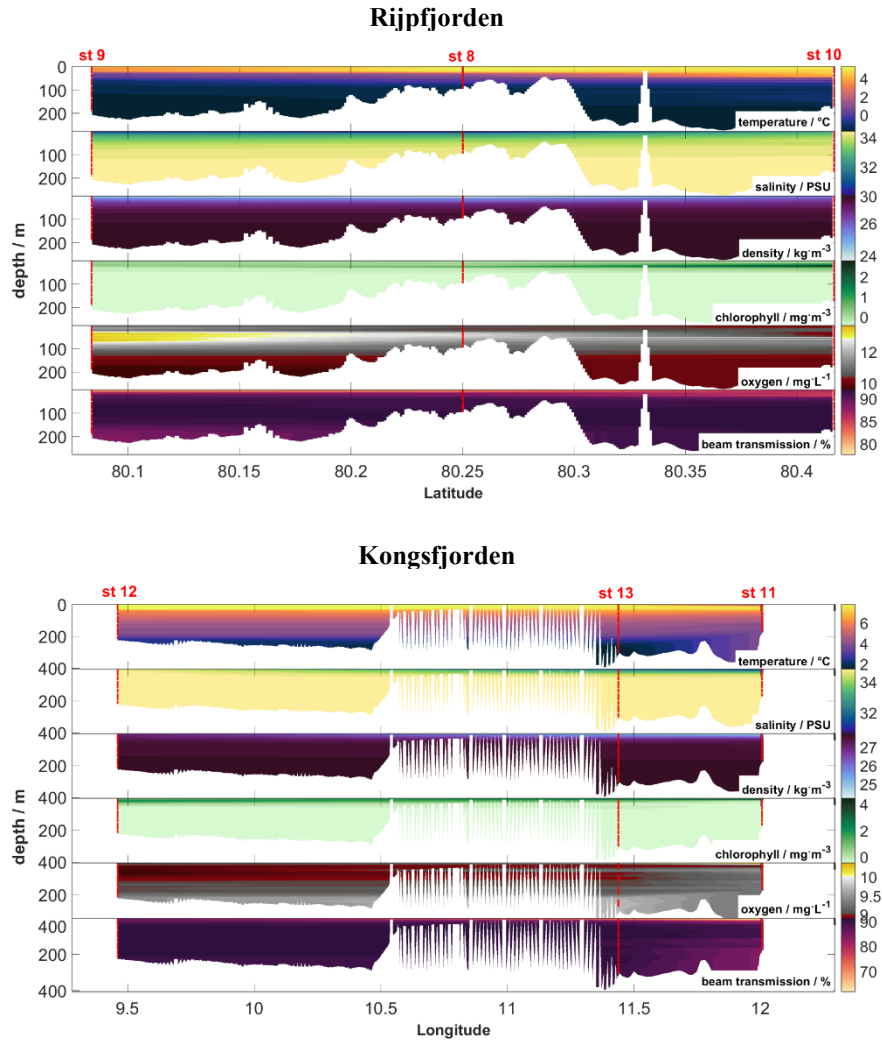 Rijpfjorden
st 9 st 8 st 10
0
100
200
4
2
0
temperature / °C
100
200
34
32
salinity / PSU
30
100
200
28
26
24
density / kg·m⁻³
100
200
2
1
0
chlorophyll / mg·m⁻³
100
200
12
10
oxygen / mg·L⁻¹
100
200
90
85
80
beam transmission / %
depth / m
80.1 80.15 80.2 80.25 80.3 80.35 80.4
Latitude
Kongsfjorden
st 12 st 13 st 11
0
200
400
6
4
2
temperature / °C
200
400
34
32
30
salinity / PSU
200
400
27
26
25
density / kg·m⁻³
200
400
4
2
0
chlorophyll / mg·m⁻³
200
400
10
9.5
9
oxygen / mg·L⁻¹
200
400
90
80
70
beam transmission / %
depth / m
9.5 10 10.5 11 11.5 12
Longitude